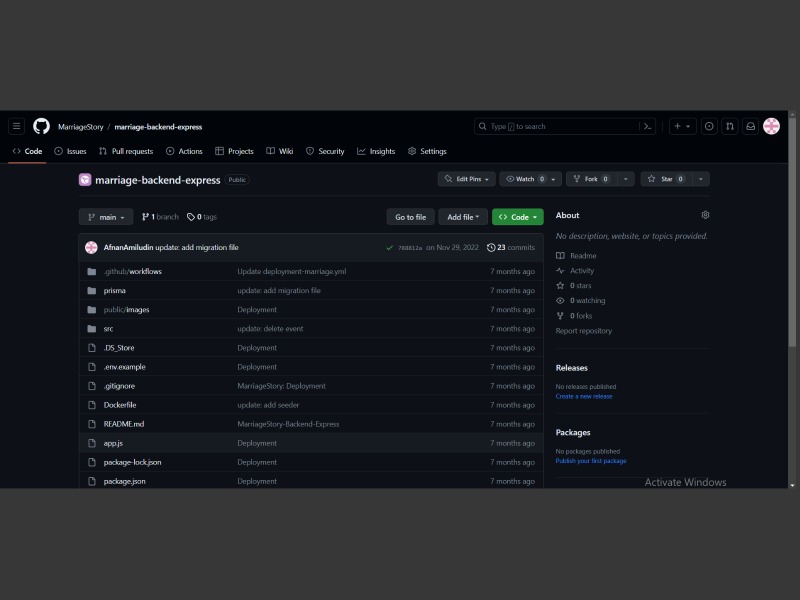 MarriageStory / marriage-backend-express
Type / to search
Code Issues Pull requests Actions Projects Wiki Security Insights Settings
marriage-backend-express Public
Edit Pins Watch 0 Fork 0 Star 0
main 1 branch 0 tags Go to file Add file Code
AfnanAmiludin update: add migration file 788812a on Nov 29, 2022 23 commits
.github/workflows Update deployment-marriage.yml 7 months ago
prisma update: add migration file 7 months ago
public/images Deployment 7 months ago
src update: delete event 7 months ago
.DS_Store Deployment 7 months ago
.env.example Deployment 7 months ago
.gitignore MarriageStory: Deployment 7 months ago
Dockerfile update: add seeder 7 months ago
README.md MarriageStory-Backend-Express 7 months ago
app.js Deployment 7 months ago
package-lock.json Deployment 7 months ago
package.json Deployment 7 months ago
About
No description, website, or topics provided.
Readme
Activity
0 stars
0 watching
0 forks
Report repository
Releases
No releases published
Create a new release
Packages
No packages published
Publish your first package
Activate Windows